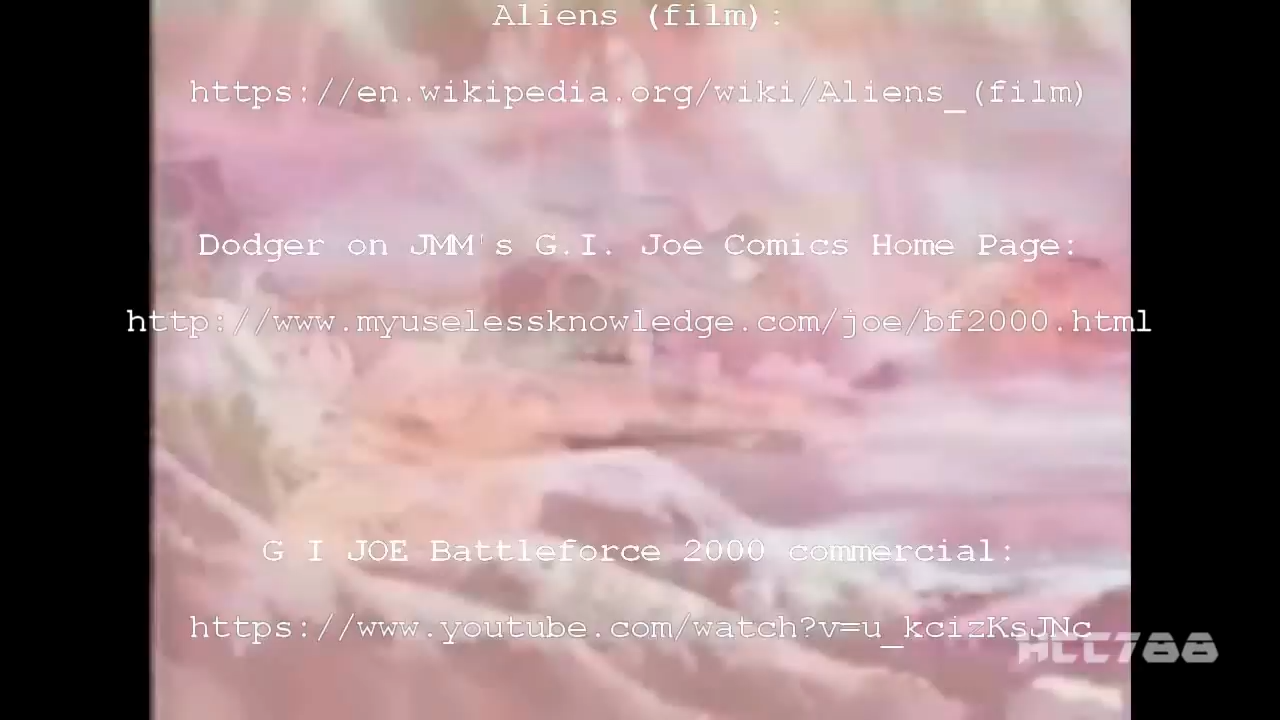 Aliens (film):
https://en.wikipedia.org/wiki/Aliens_(film)
Dodger on JMM's G.I. Joe Comics Home Page:
http://www.myuselessknowledge.com/joe/bf2000.html
G I JOE Battleforce 2000 commercial:
https://www.youtube.com/watch?v=u_kcizKsJNc
HCC788